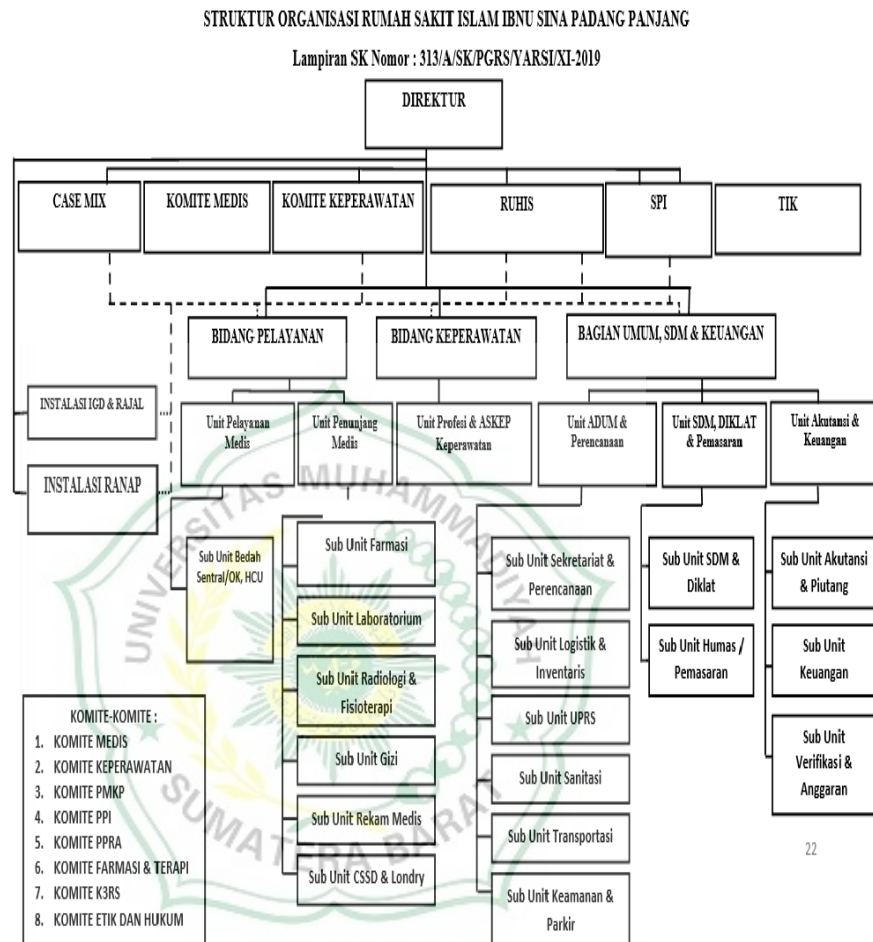 STRUKTUR ORGANISASI RUMAH SAKIT ISLAM IBNU SINA PADANG PANJANG
Lampiran SK Nomor : 313/A/SK/PGRS/YARSI/XI-2019
DIREKTUR
CASE MIX
KOMITE MEDIS
KOMITE KEPERAWATAN
RUHIS
SPI
TIK
BIDANG PELAYANAN
BIDANG KEPERAWATAN
BAGIAN UMUM, SDM & KEUANGAN
INSTALASI IGD & RAJAL
INSTALASI RANAP
Unit Pelayanan
Medis
Unit Penunjang
Medis
Unit Profesi & ASKEP
Keperawatan
Unit ADUM &
Perencanaan
Unit SDM, DIKLAT
& Pemasaran
Unit Akutansi &
Keuangan
Sub Unit Bedah
Sentral/OK, HCU
Sub Unit Farmasi
Sub Unit Laboratorium
Sub Unit Radiologi &
Fisioterapi
Sub Unit Gizi
Sub Unit Rekam Medis
Sub Unit CSSD & Londry
Sub Unit Sekretariat &
Perencanaan
Sub Unit Logistik &
Inventaris
Sub Unit UPRS
Sub Unit Sanitasi
Sub Unit Transportasi
Sub Unit Keamanan &
Parkir
Sub Unit SDM &
Diklat
Sub Unit Humas /
Pemasaran
Sub Unit Akutansi
& Piutang
Sub Unit
Keuangan
Sub Unit
Verifikasi &
Anggaran
KOMITE-KOMITE :
1. KOMITE MEDIS
2. KOMITE KEPERAWATAN
3. KOMITE PMKP
4. KOMITE PPI
5. KOMITE PPRA
6. KOMITE FARMASI & TERAPI
7. KOMITE K3RS
8. KOMITE ETIK DAN HUKUM
22
UNIVERSITAS MUHAMMADIYAH
SUMATERA BARAT